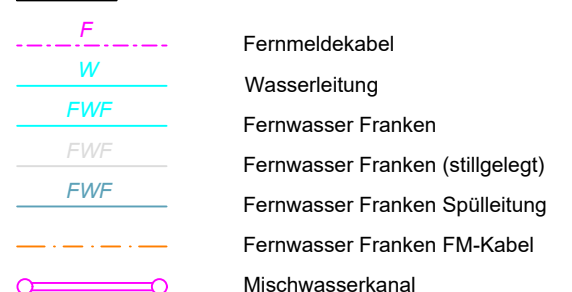 F Fernmeldekabel
W Wasserleitung
FWF Fernwasser Franken
FWF Fernwasser Franken (stillgelegt)
FWF Fernwasser Franken Spülleitung
Fernwasser Franken FM-Kabel
Mischwasserkanal